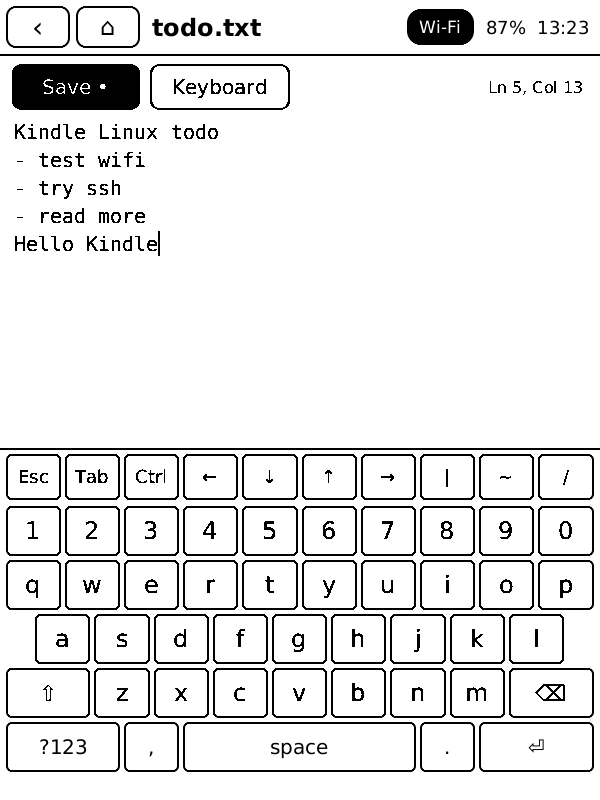 ‹ ⌂ todo.txt Wi-Fi 87% 13:23
Save • Keyboard Ln 5, Col 13
Kindle Linux todo
- test wifi
- try ssh
- read more
Hello Kindle
Esc Tab Ctrl ← ↓ ↑ → | ~ /
1 2 3 4 5 6 7 8 9 0
q w e r t y u i o p
a s d f g h j k l
⇧ z x c v b n m ⌫
?123 , space . ⏎